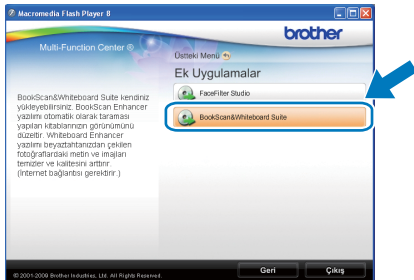 Macromedia Flash Player 8
brother
Multi-Function Center ®
Üstteki Menü
Ek Uygulamalar
FaceFilter Studio
BookScan&Whiteboard Suite
BookScan&Whiteboard Suite kendiniz
yükleyebilirsiniz. BookScan Enhancer
yazılımı otomatik olarak taraması
yapılan kitablarınızın görünümünü
düzeltir. Whiteboard Enhancer
yazılımı beyaztahtanızdan çekilen
fotoğraflardaki metin ve imajları
temizler ve kalitesini arttırır.
(İnternet bağlantısı gerektirir.)
© 2001-2009 Brother Industries, Ltd. All Rights Reserved.
Geri
Çıkış